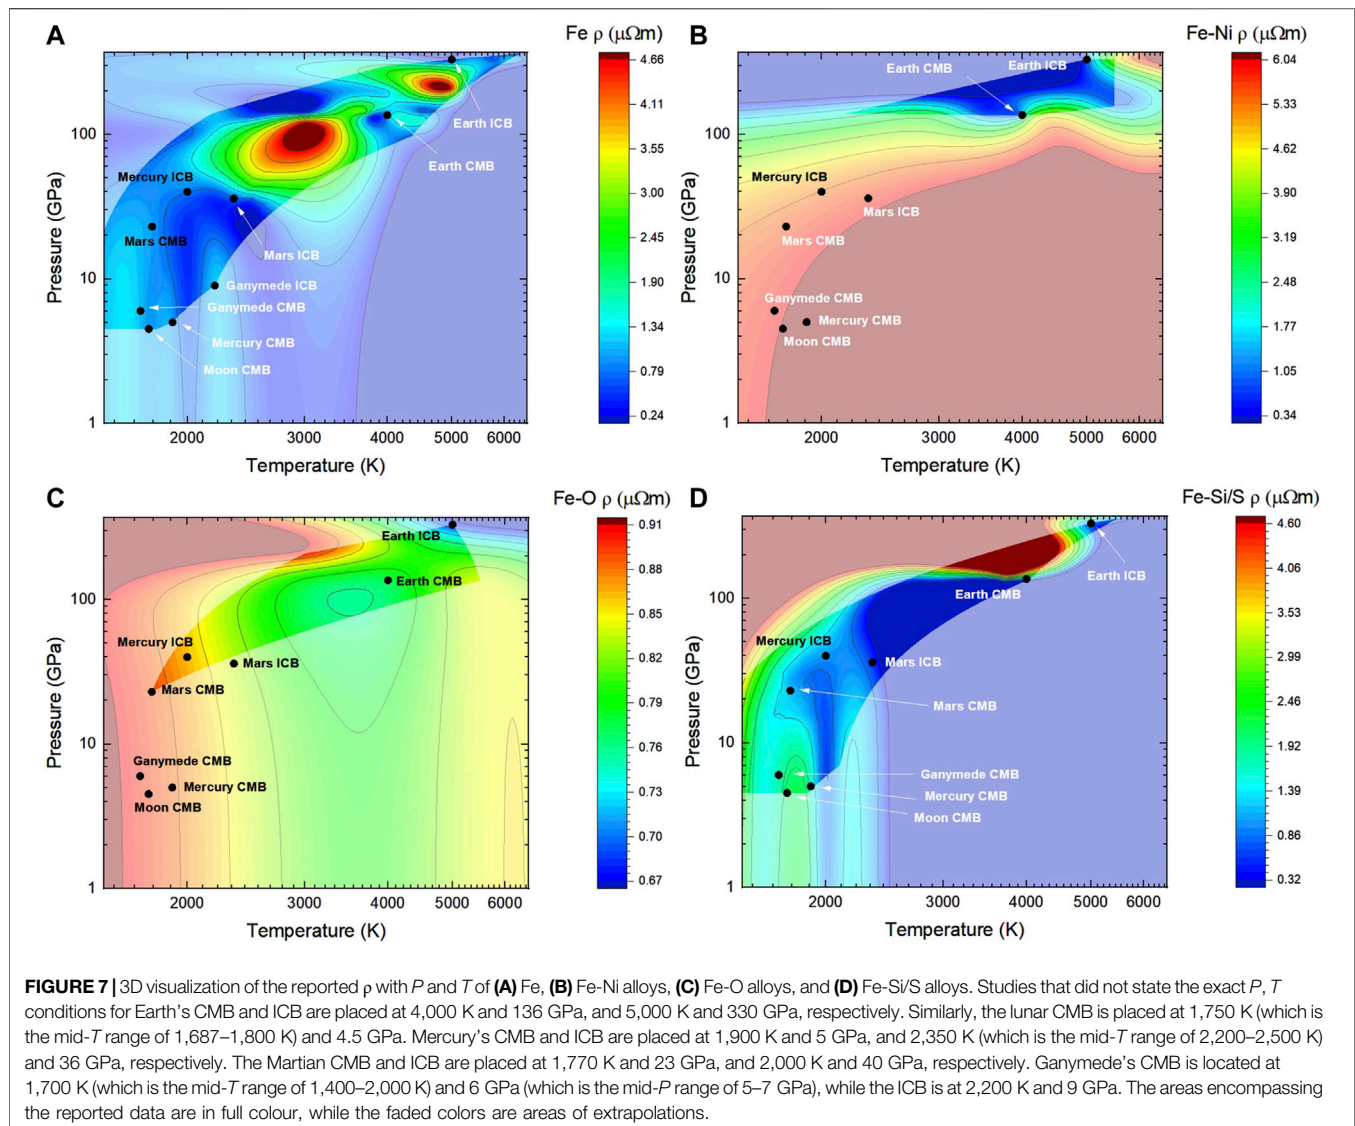 A
Fe ρ (μΩm)
Pressure (GPa)
100
10
1
2000 3000 4000 5000 6000
Temperature (K)
4.66
4.11
3.55
3.00
2.45
1.90
1.34
0.79
0.24
Earth ICB
Earth CMB
Mercury ICB
Mars CMB
Mars ICB
Ganymede ICB
Ganymede CMB
Mercury CMB
Moon CMB
B
Fe-Ni ρ (μΩm)
Pressure (GPa)
100
10
1
2000 3000 4000 5000 6000
Temperature (K)
6.04
5.33
4.61
3.90
3.19
2.48
1.77
1.05
0.34
Earth ICB
Earth CMB
Mercury ICB
Mars ICB
Mars CMB
Ganymede CMB
Mercury CMB
Moon CMB
C
Fe-O ρ (μΩm)
Pressure (GPa)
100
10
1
2000 3000 4000 5000 6000
Temperature (K)
0.91
0.88
0.85
0.82
0.79
0.76
0.73
0.70
0.67
Earth ICB
Earth CMB
Mercury ICB
Mars ICB
Mars CMB
Ganymede CMB
Mercury CMB
Moon CMB
D
Fe-Si/S ρ (μΩm)
Pressure (GPa)
100
10
1
2000 3000 4000 5000 6000
Temperature (K)
4.60
4.06
3.53
2.99
2.46
1.92
1.39
0.86
0.32
Earth ICB
Earth CMB
Mercury ICB
Mars ICB
Mars CMB
Ganymede CMB
Mercury CMB
Moon CMB
FIGURE 7 | 3D visualization of the reported ρ with P and T of (A) Fe, (B) Fe-Ni alloys, (C) Fe-O alloys, and (D) Fe-Si/S alloys. Studies that did not state the exact P, T
conditions for Earth's CMB and ICB are placed at 4,000 K and 136 GPa, and 5,000 K and 330 GPa, respectively. Similarly, the lunar CMB is placed at 1,750 K (which is
the mid-T range of 1,687–1,800 K) and 4.5 GPa. Mercury's CMB and ICB are placed at 1,900 K and 5 GPa, and 2,350 K (which is the mid-T range of 2,200–2,500 K)
and 36 GPa, respectively. The Martian CMB and ICB are placed at 1,770 K and 23 GPa, and 2,000 K and 40 GPa, respectively. Ganymede's CMB is located at
1,700 K (which is the mid-T range of 1,400–2,000 K) and 6 GPa (which is the mid-P range of 5–7 GPa), while the ICB is at 2,200 K and 9 GPa. The areas encompassing
the reported data are in full colour, while the faded colors are areas of extrapolations.